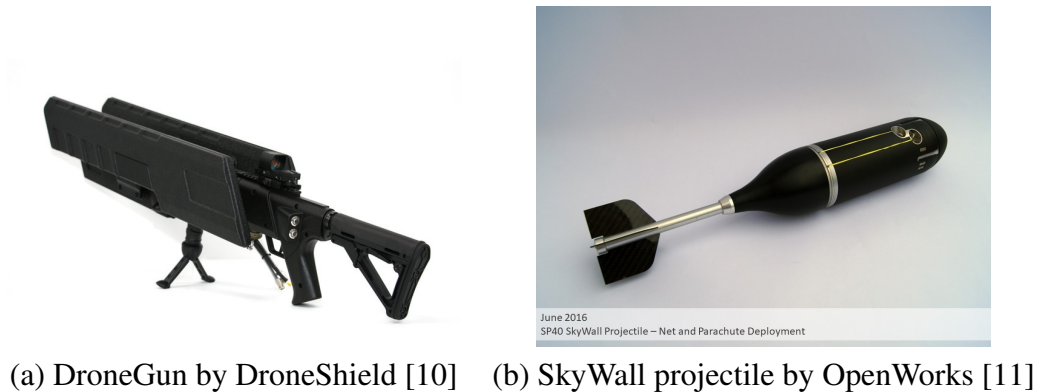 June 2016
SP40 SkyWall Projectile – Net and Parachute Deployment
(a) DroneGun by DroneShield [10]
(b) SkyWall projectile by OpenWorks [11]